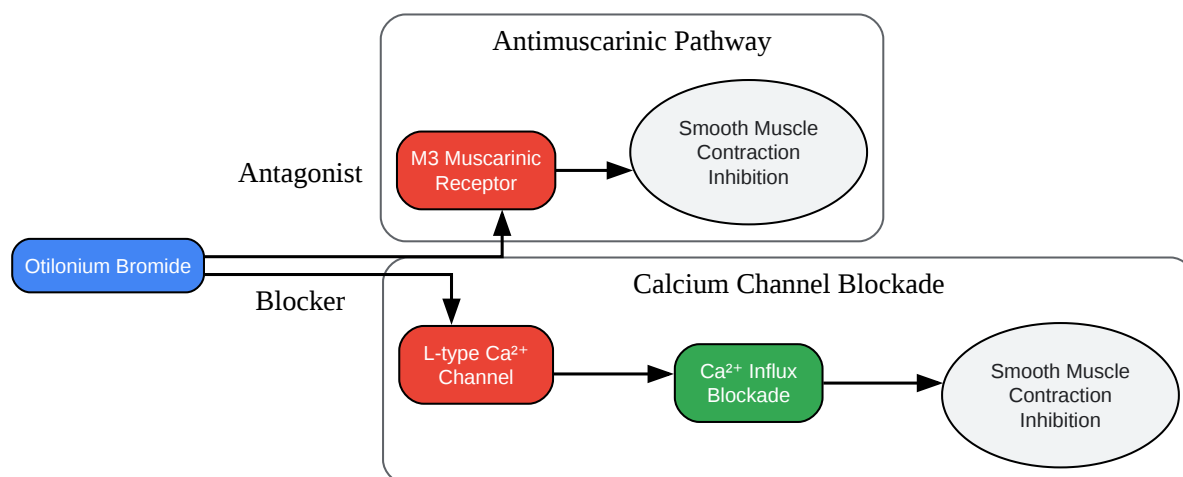 Antimuscarinic Pathway
Smooth Muscle
Contraction
Inhibition
M3 Muscarinic
Receptor
Antagonist
Otilonium Bromide
Blocker
Calcium Channel Blockade
L-type Ca²⁺
Channel
Ca²⁺ Influx
Blockade
Smooth Muscle
Contraction
Inhibition